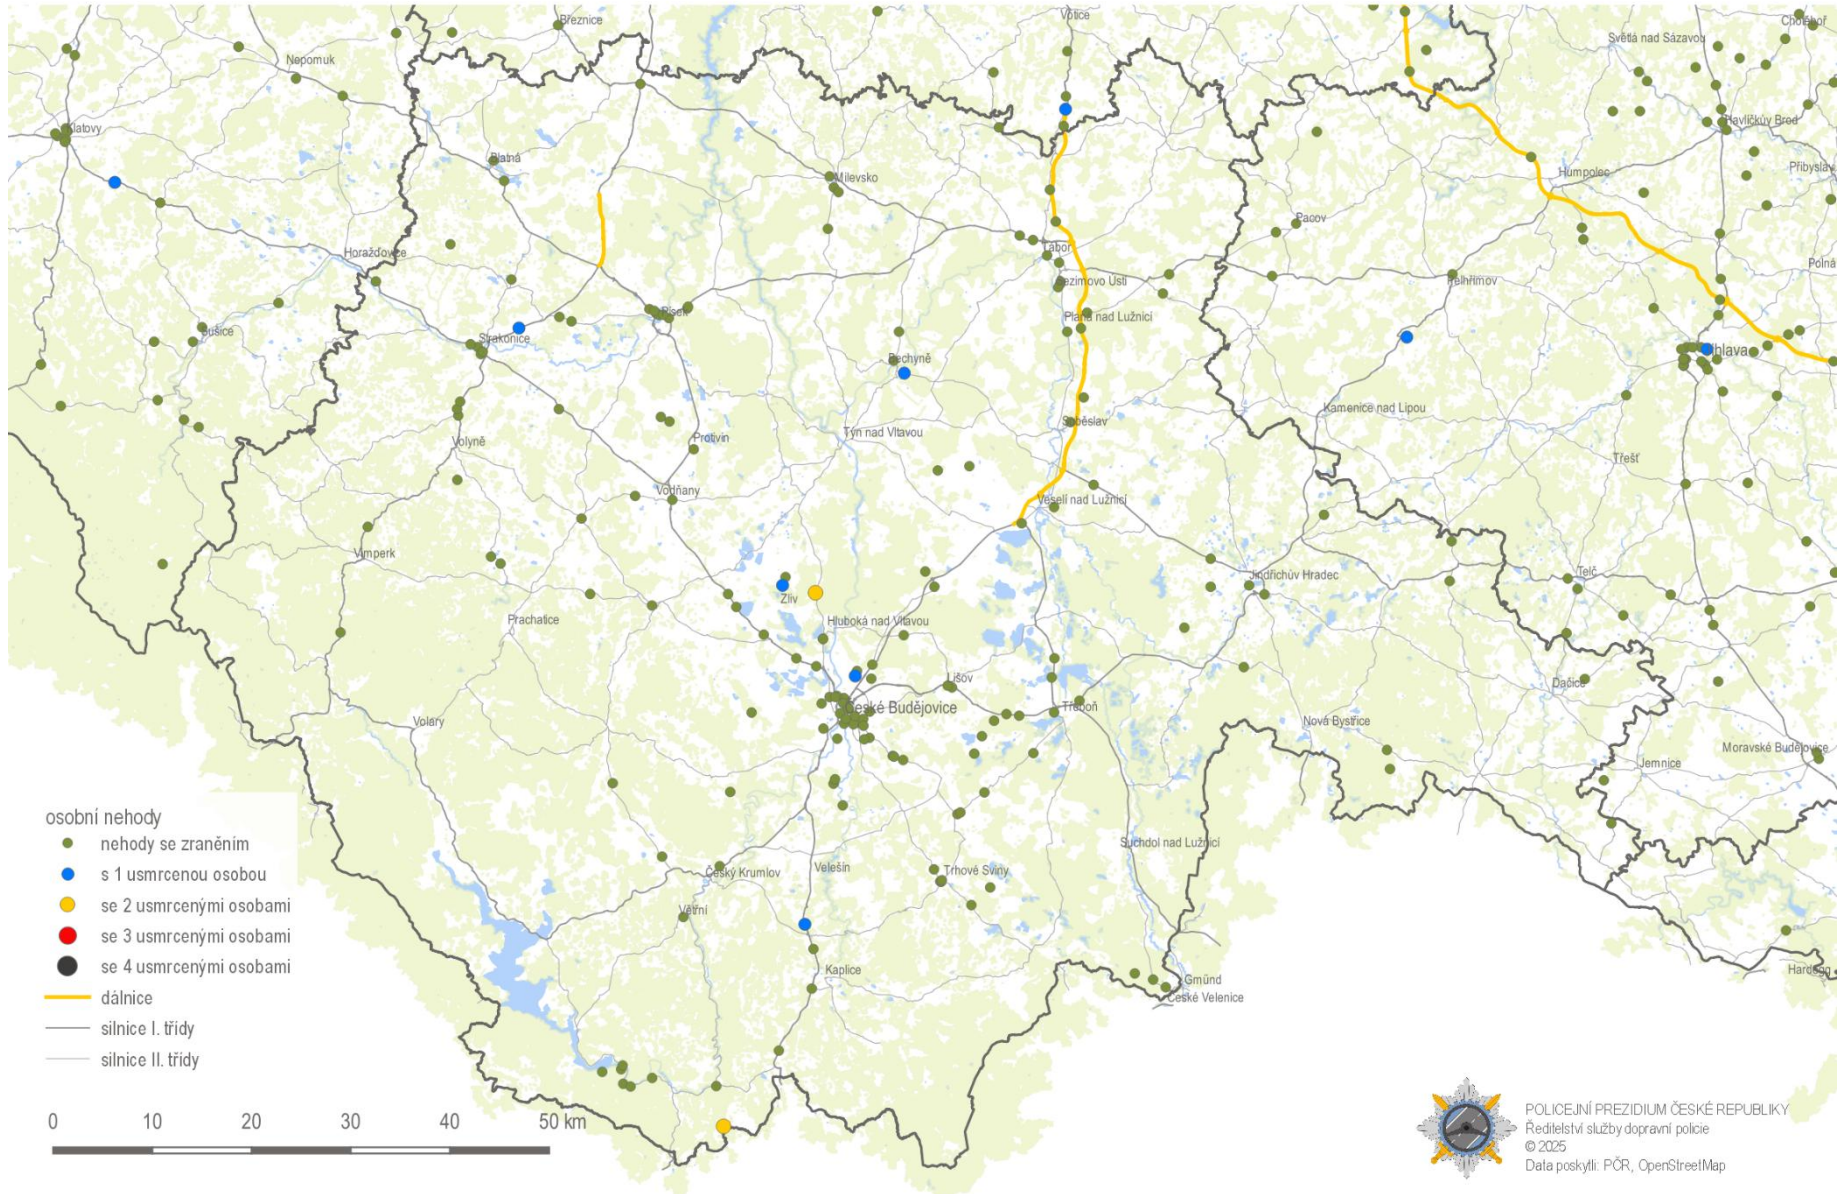 Březnice
Votice
Chotěboř
Světlá nad Sázavou
Nepomuk
Klatovy
Havlíčkův Brod
Blatná
Milevsko
Humpolec
Přibyslav
Pacov
Horažďovice
Tábor
Polná
Sezimovo Ústí
Pelhřimov
Písek
Planá nad Lužnicí
Sušice
Strakonice
Bechyně
Jihlava
Kamenice nad Lipou
Soběslav
Týn nad Vltavou
Volyně
Protivín
Třešť
Vodňany
Veselí nad Lužnicí
Vimperk
Telč
Jindřichův Hradec
Zliv
Prachatice
Hluboká nad Vltavou
Lišov
Dačice
České Budějovice
Třeboň
Volary
Nová Bystřice
Moravské Budějovice
Jemnice
Suchdol nad Lužnicí
Velešín
Český Krumlov
Trhové Sviny
Větřní
Kaplice
Hardegg
Gmünd
České Velenice
osobní nehody
nehody se zraněním
s 1 usmrcenou osobou
se 2 usmrcenými osobami
se 3 usmrcenými osobami
se 4 usmrcenými osobami
dálnice
silnice I. třídy
silnice II. třídy
0 10 20 30 40 50 km
POLICEJNÍ PREZIDIUM ČESKÉ REPUBLIKY
Ředitelství služby dopravní policie
© 2025
Data poskytli: PČR, OpenStreetMap